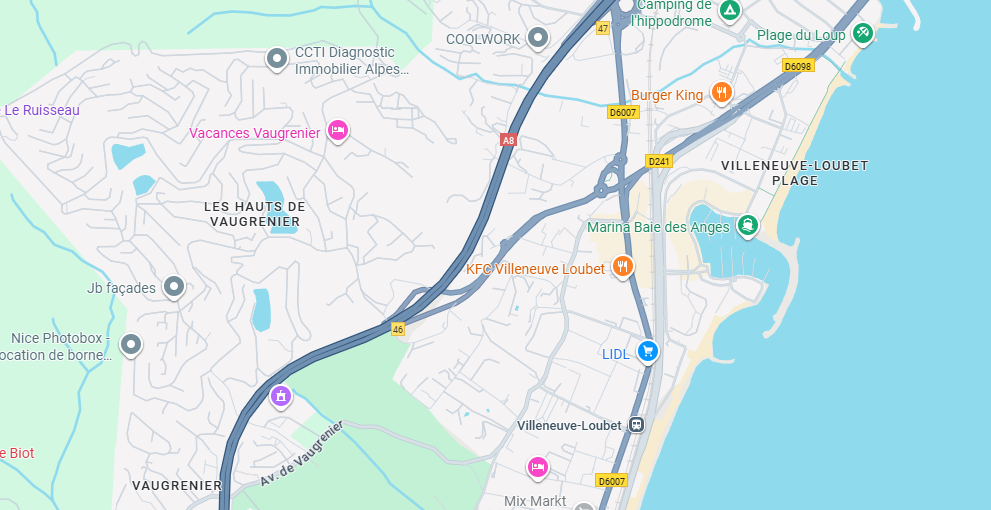 Camping de
l'hippodrome
47
COOLWORK
Plage du Loup
CCTI Diagnostic
Immobilier Alpes...
D6098
Burger King
Le Ruisseau
D6007
Vacances Vaugrenier
A8
D241
VILLENEUVE-LOUBET
PLAGE
LES HAUTS DE
VAUGRENIER
Marina Baie des Anges
KFC Villeneuve Loubet
Jb façades
46
Nice Photobox -
ocation de borne...
LIDL
Villeneuve-Loubet
Av. de Vaugrenier
e Biot
VAUGRENIER
D6007
Mix Markt